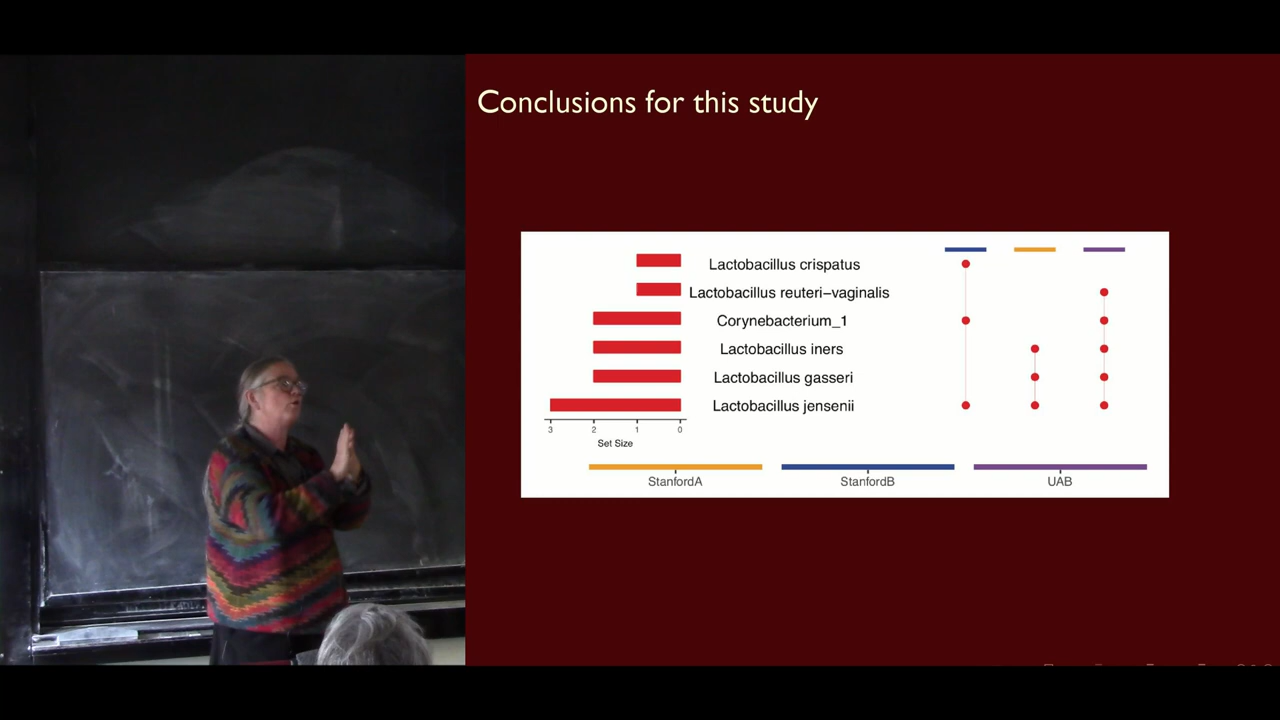 Conclusions for this study
Lactobacillus crispatus
Lactobacillus reuteri−vaginalis
Corynebacterium_1
Lactobacillus iners
Lactobacillus gasseri
Lactobacillus jensenii
3 2 1 0
Set Size
StanfordA StanfordB UAB